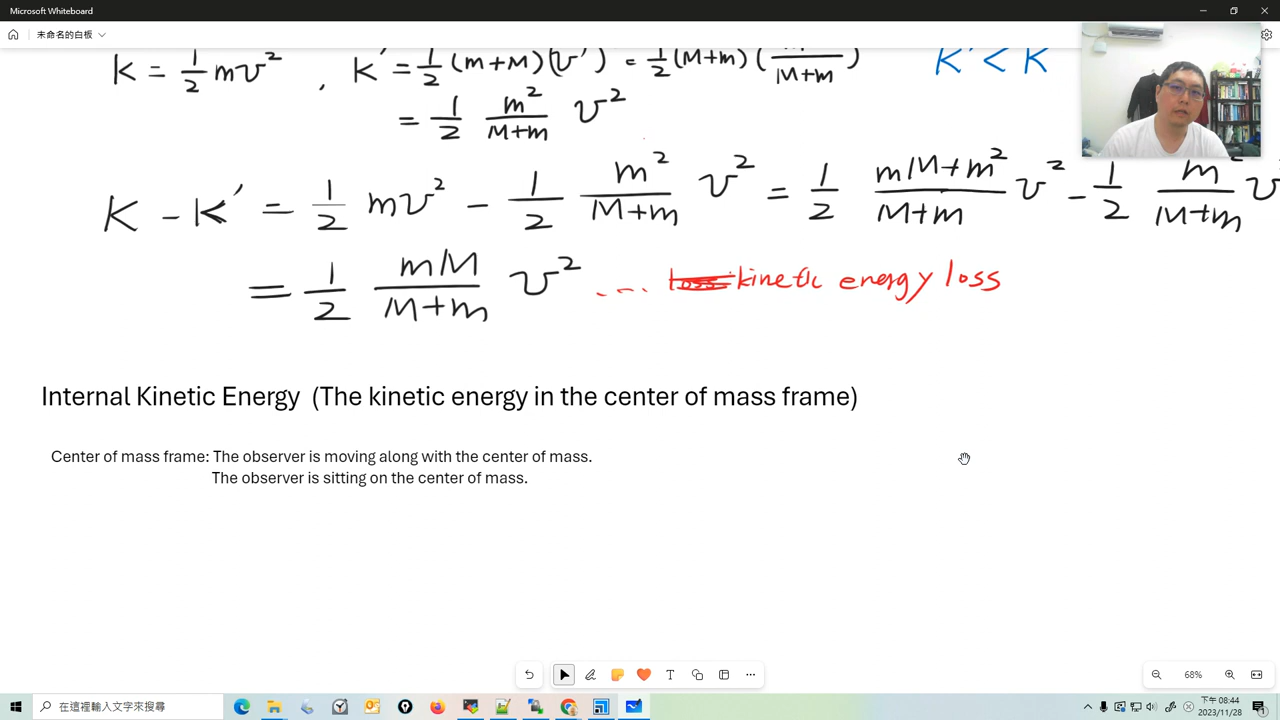 Microsoft Whiteboard
未命名的白板
K = 1/2 mv² , K' = 1/2 (m+M)(v') = 1/2 (M+m)( /M+m ) K' < K
= 1/2 m²/M+m v²
K - K' = 1/2 mv² - 1/2 m²/M+m v² = 1/2 mM+m²/M+m v² - 1/2 m²/M+m v
= 1/2 mM/M+m v² ... loss kinetic energy loss
Internal Kinetic Energy (The kinetic energy in the center of mass frame)
Center of mass frame: The observer is moving along with the center of mass.
The observer is sitting on the center of mass.
68%
在這裡輸入文字來搜尋
下午 08:44
2023/11/28